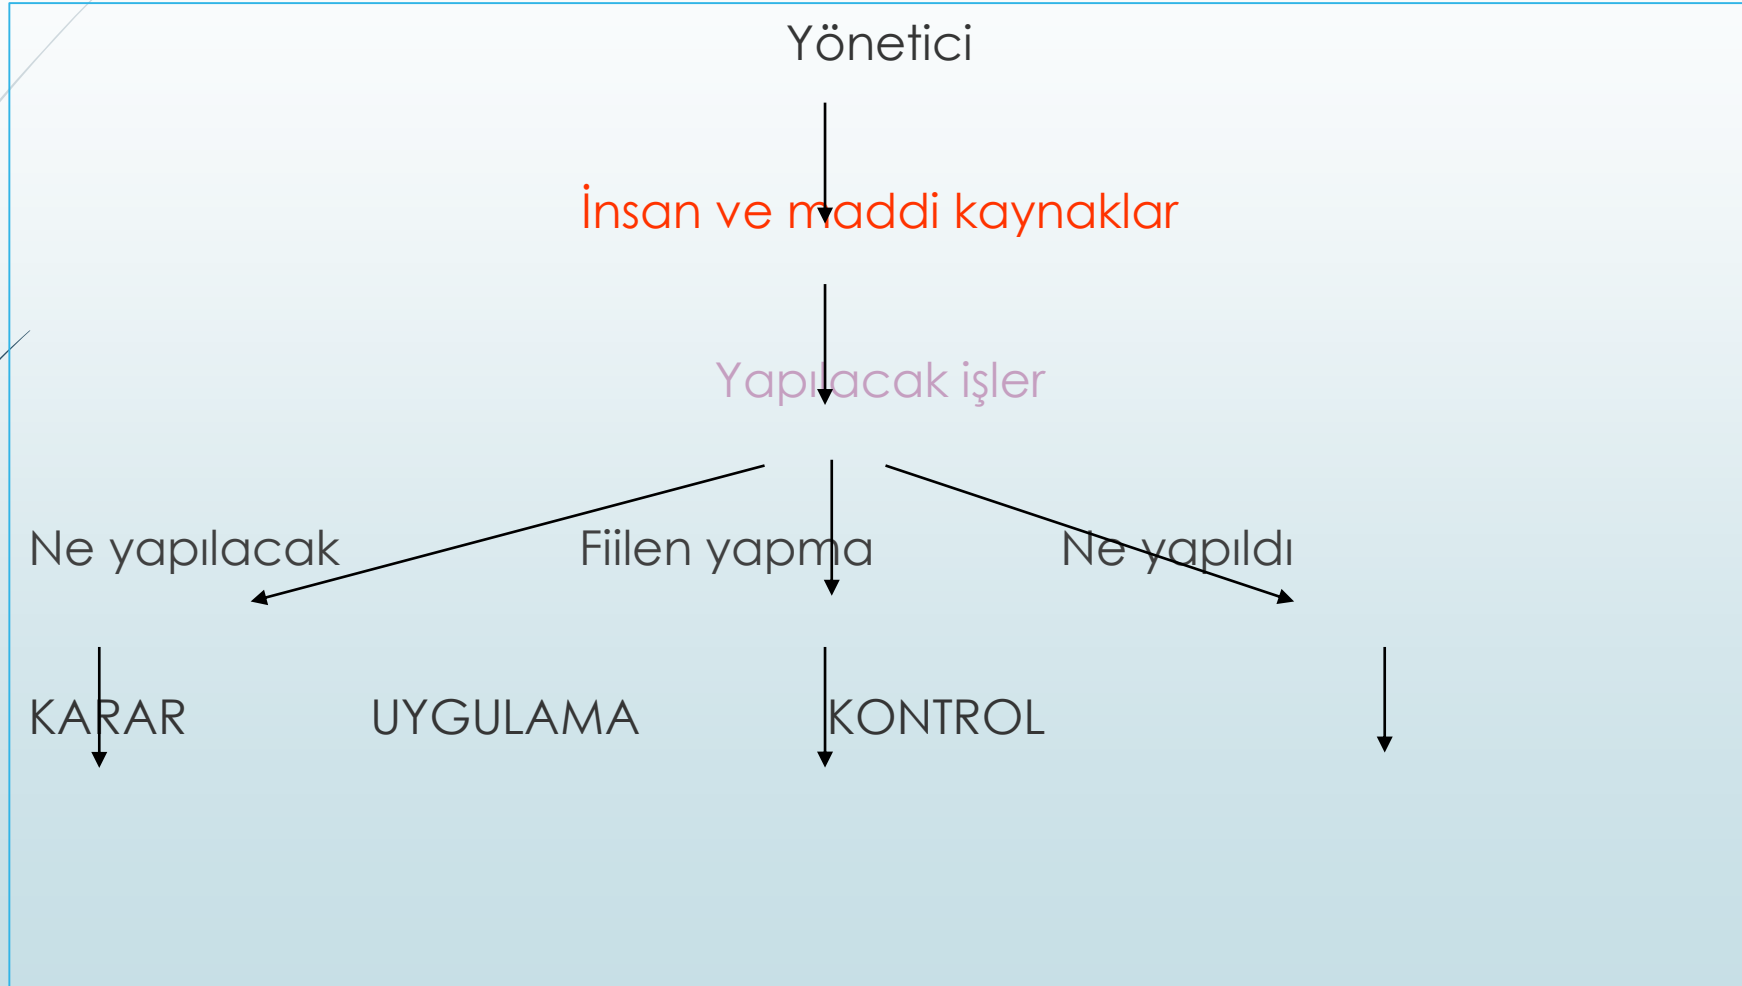 Yönetici
İnsan ve maddi kaynaklar
Yapılacak işler
Ne yapılacak Fiilen yapma Ne yapıldı
KARAR UYGULAMA KONTROL